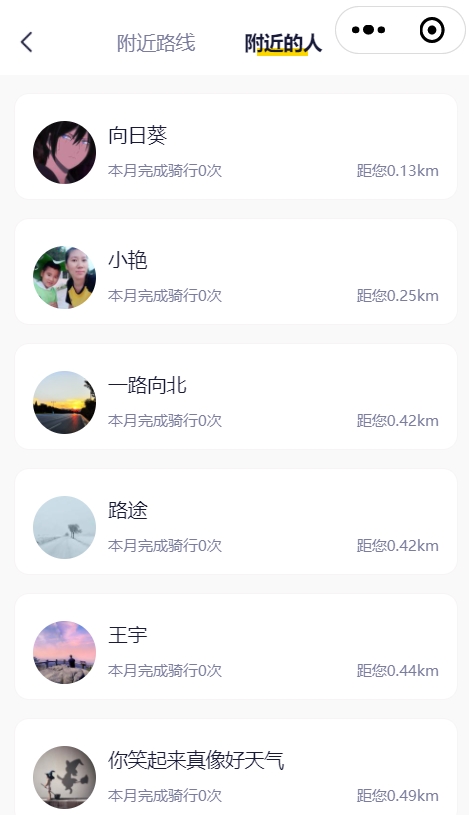 附近路线 附近的人
向日葵
本月完成骑行0次 距您0.13km
小艳
本月完成骑行0次 距您0.25km
一路向北
本月完成骑行0次 距您0.42km
路途
本月完成骑行0次 距您0.42km
王宇
本月完成骑行0次 距您0.44km
你笑起来真像好天气
本月完成骑行0次 距您0.49km